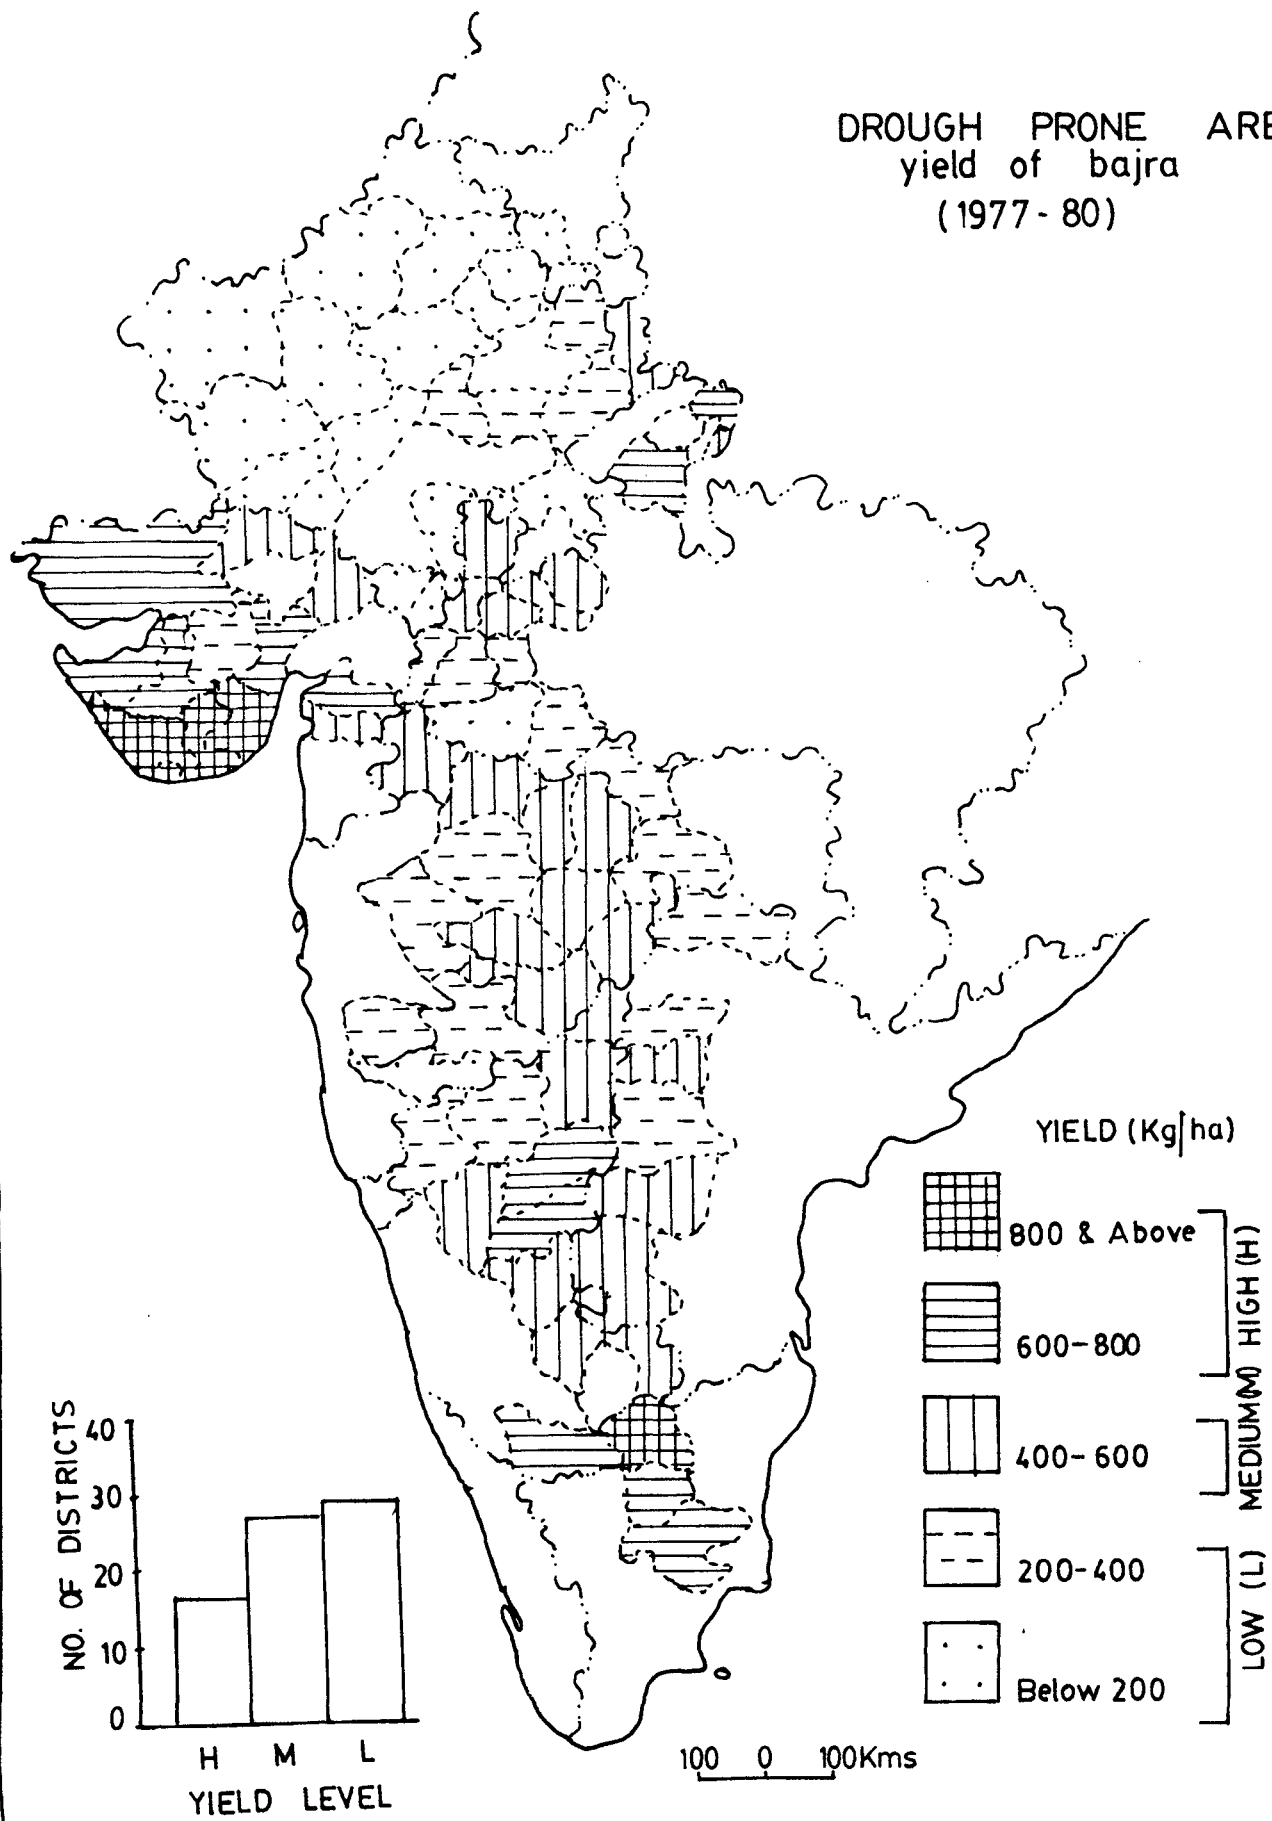 DROUGH PRONE ARE
yield of bajra
(1977-80)
YIELD (Kg/ha)
800 & Above
600-800
400-600
200-400
Below 200
HIGH (H)
MEDIUM(M)
LOW (L)
NO. OF DISTRICTS
40
30
20
10
0
H M L
YIELD LEVEL
100 0 100Kms